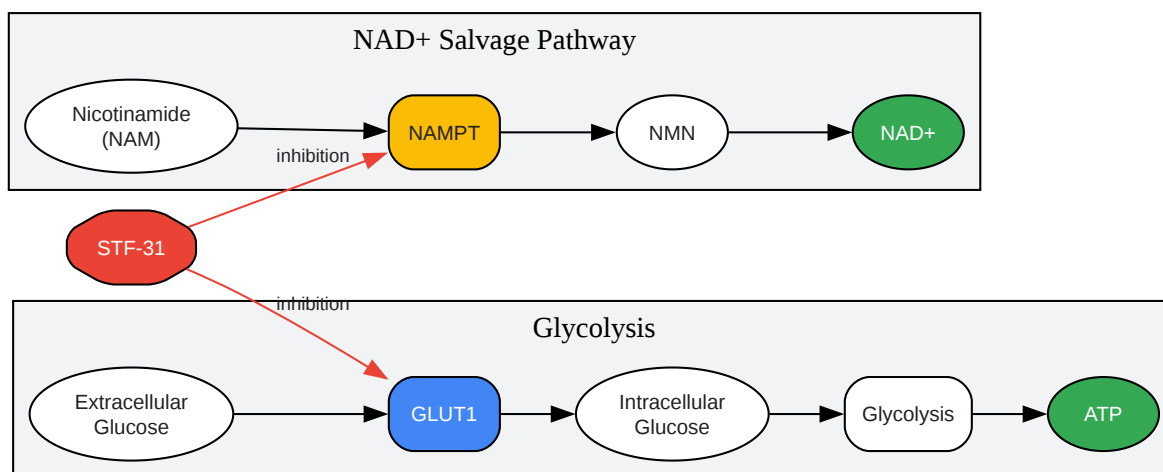 NAD+ Salvage Pathway
Nicotinamide
(NAM)
NAMPT
NMN
NAD+
inhibition
STF-31
inhibition
Glycolysis
Extracellular
Glucose
GLUT1
Intracellular
Glucose
Glycolysis
ATP